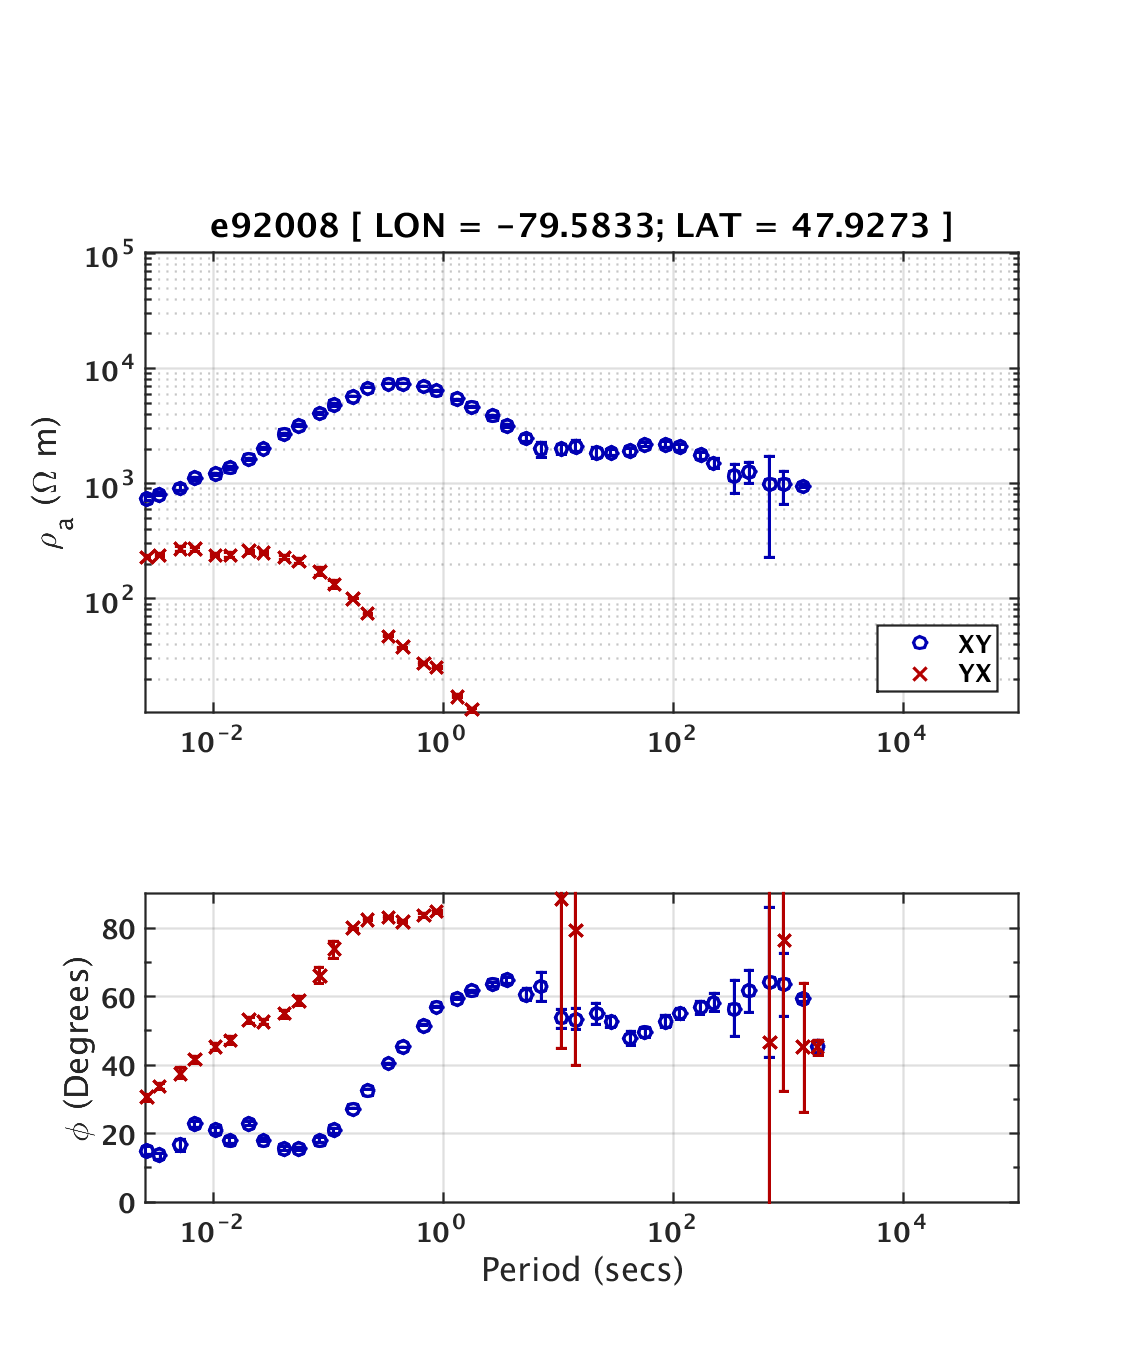 e92008 [ LON = -79.5833; LAT = 47.9273 ]
10^5
10^4
10^3
10^2
ρ_a (Ω m)
XY
YX
10^-2 10^0 10^2 10^4
80
60
40
20
0
φ (Degrees)
10^-2 10^0 10^2 10^4
Period (secs)